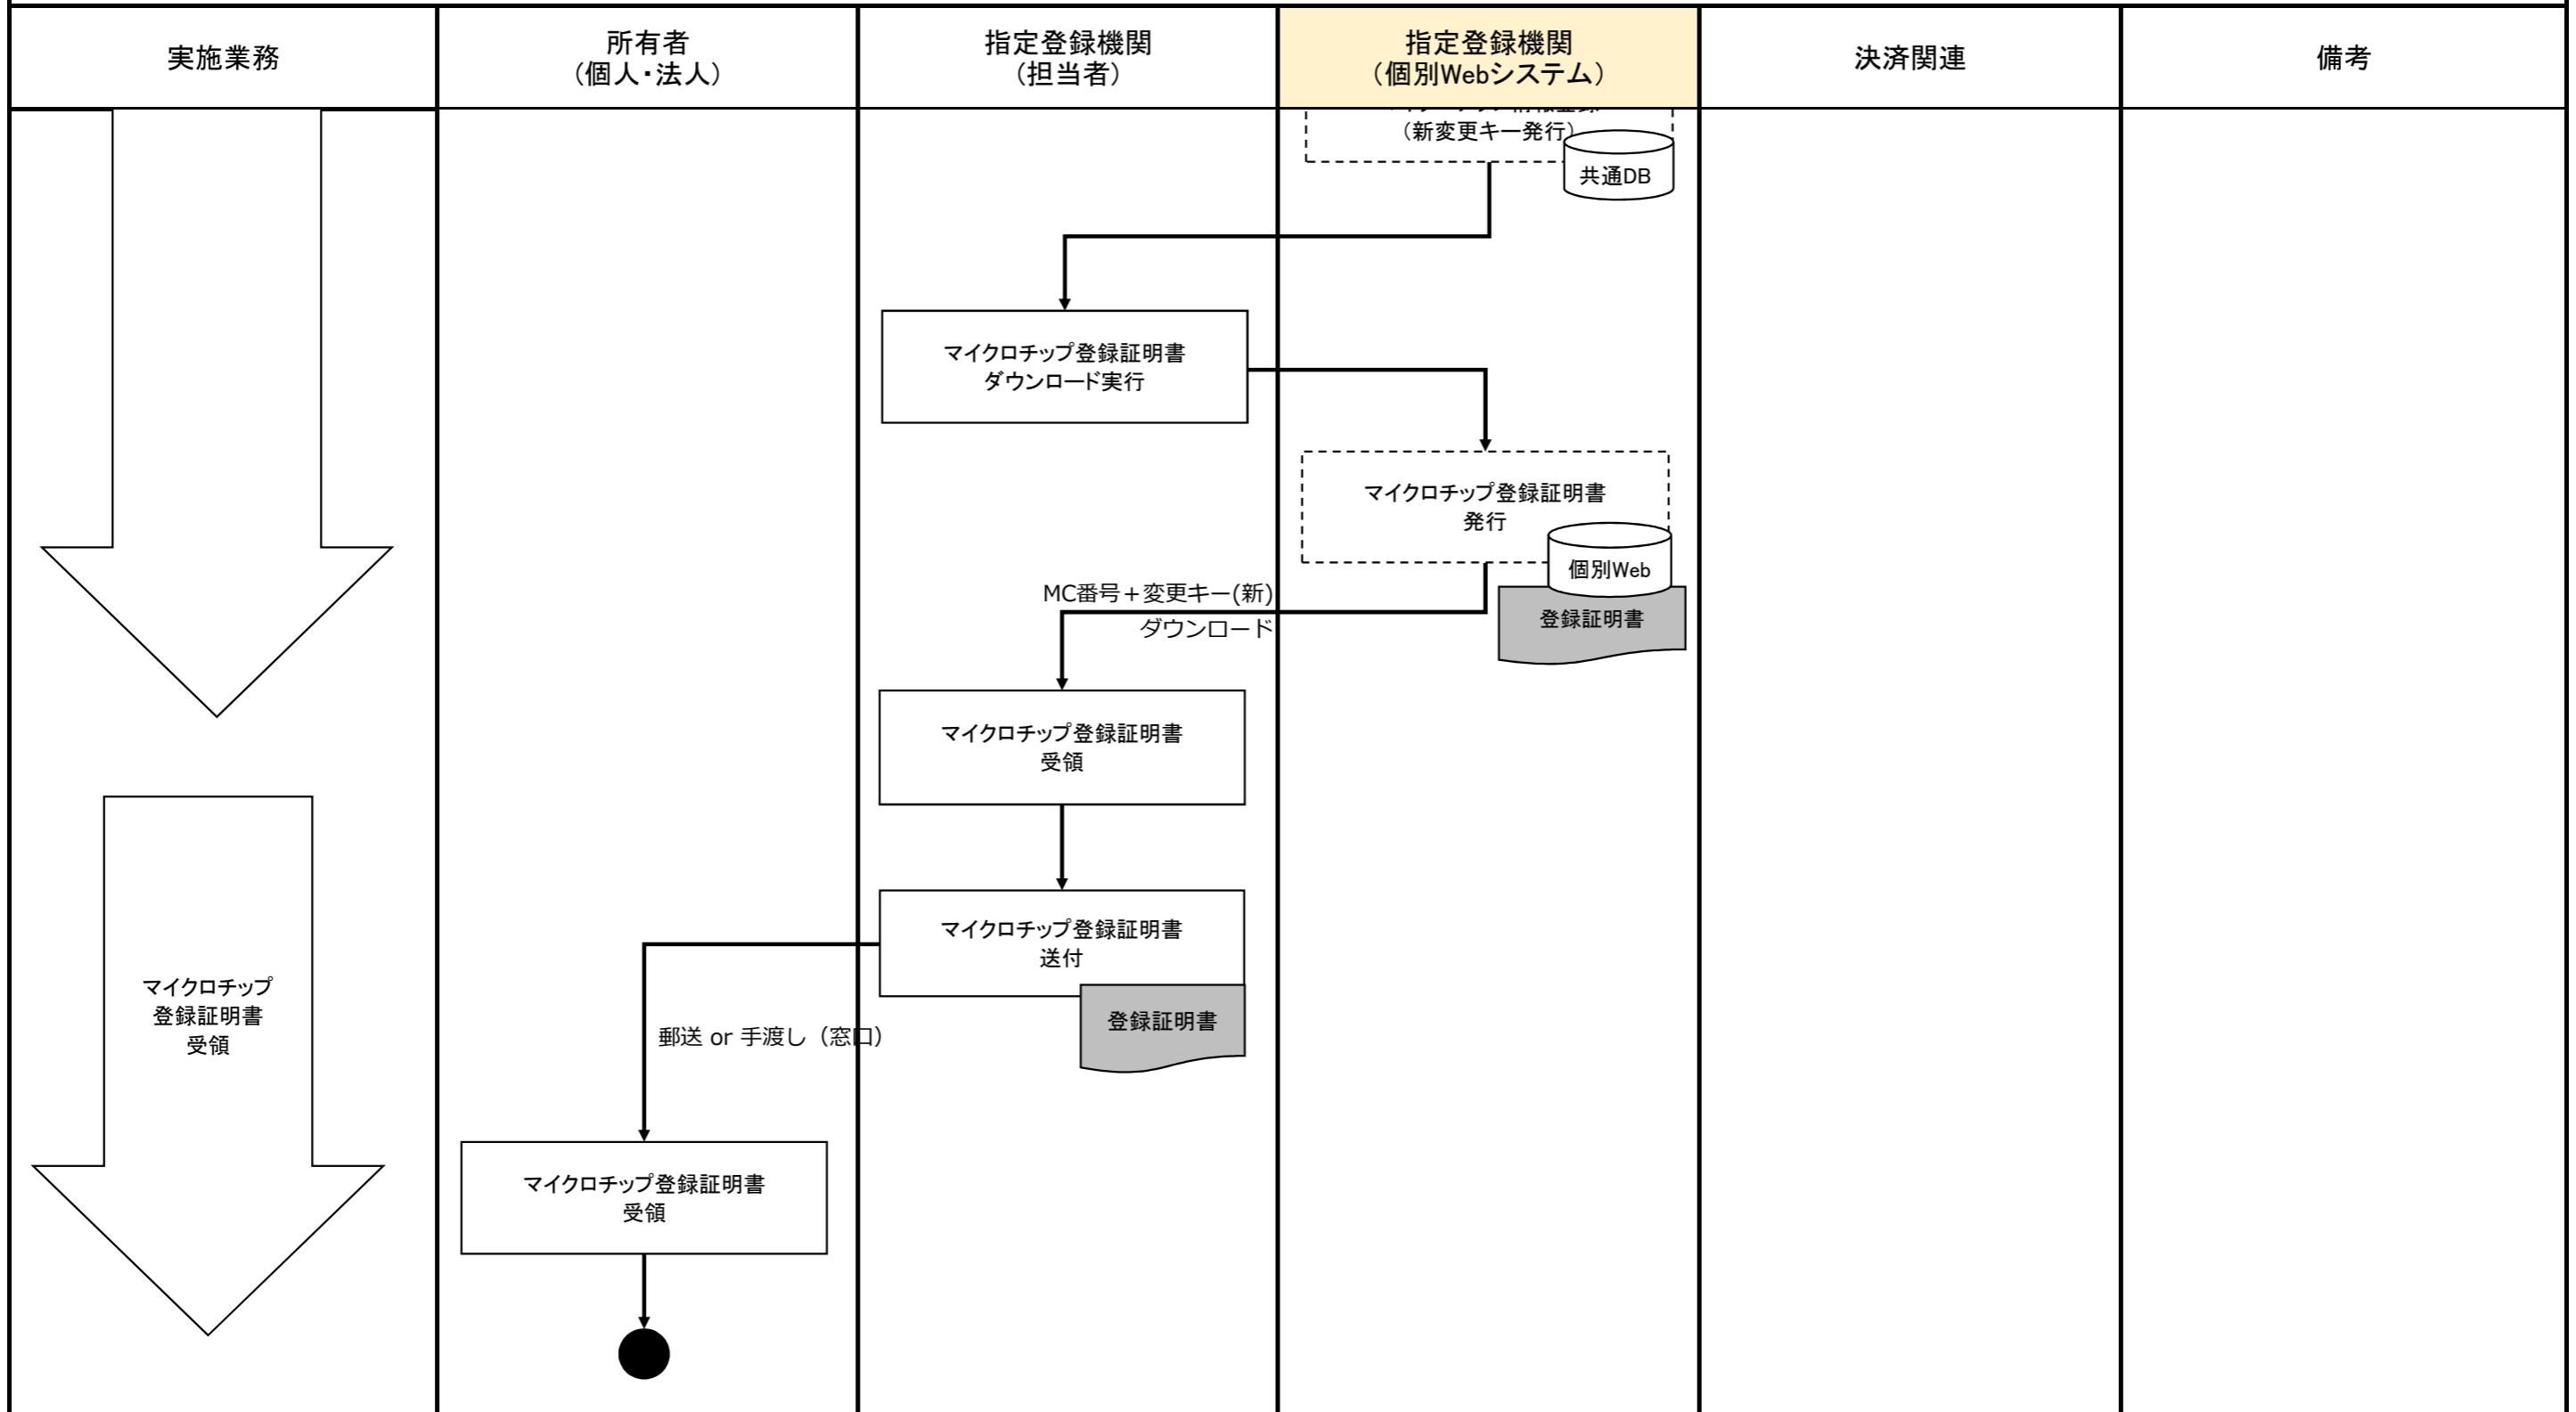 実施業務
所有者
（個人・法人）
指定登録機関
（担当者）
指定登録機関
（個別Webシステム）
決済関連
備考
（新変更キー発行）
共通DB
マイクロチップ登録証明書
ダウンロード実行
マイクロチップ登録証明書
発行
個別Web
登録証明書
MC番号＋変更キー(新)
ダウンロード
マイクロチップ登録証明書
受領
マイクロチップ登録証明書
送付
登録証明書
郵送 or 手渡し（窓口）
マイクロチップ
登録証明書
受領
マイクロチップ登録証明書
受領